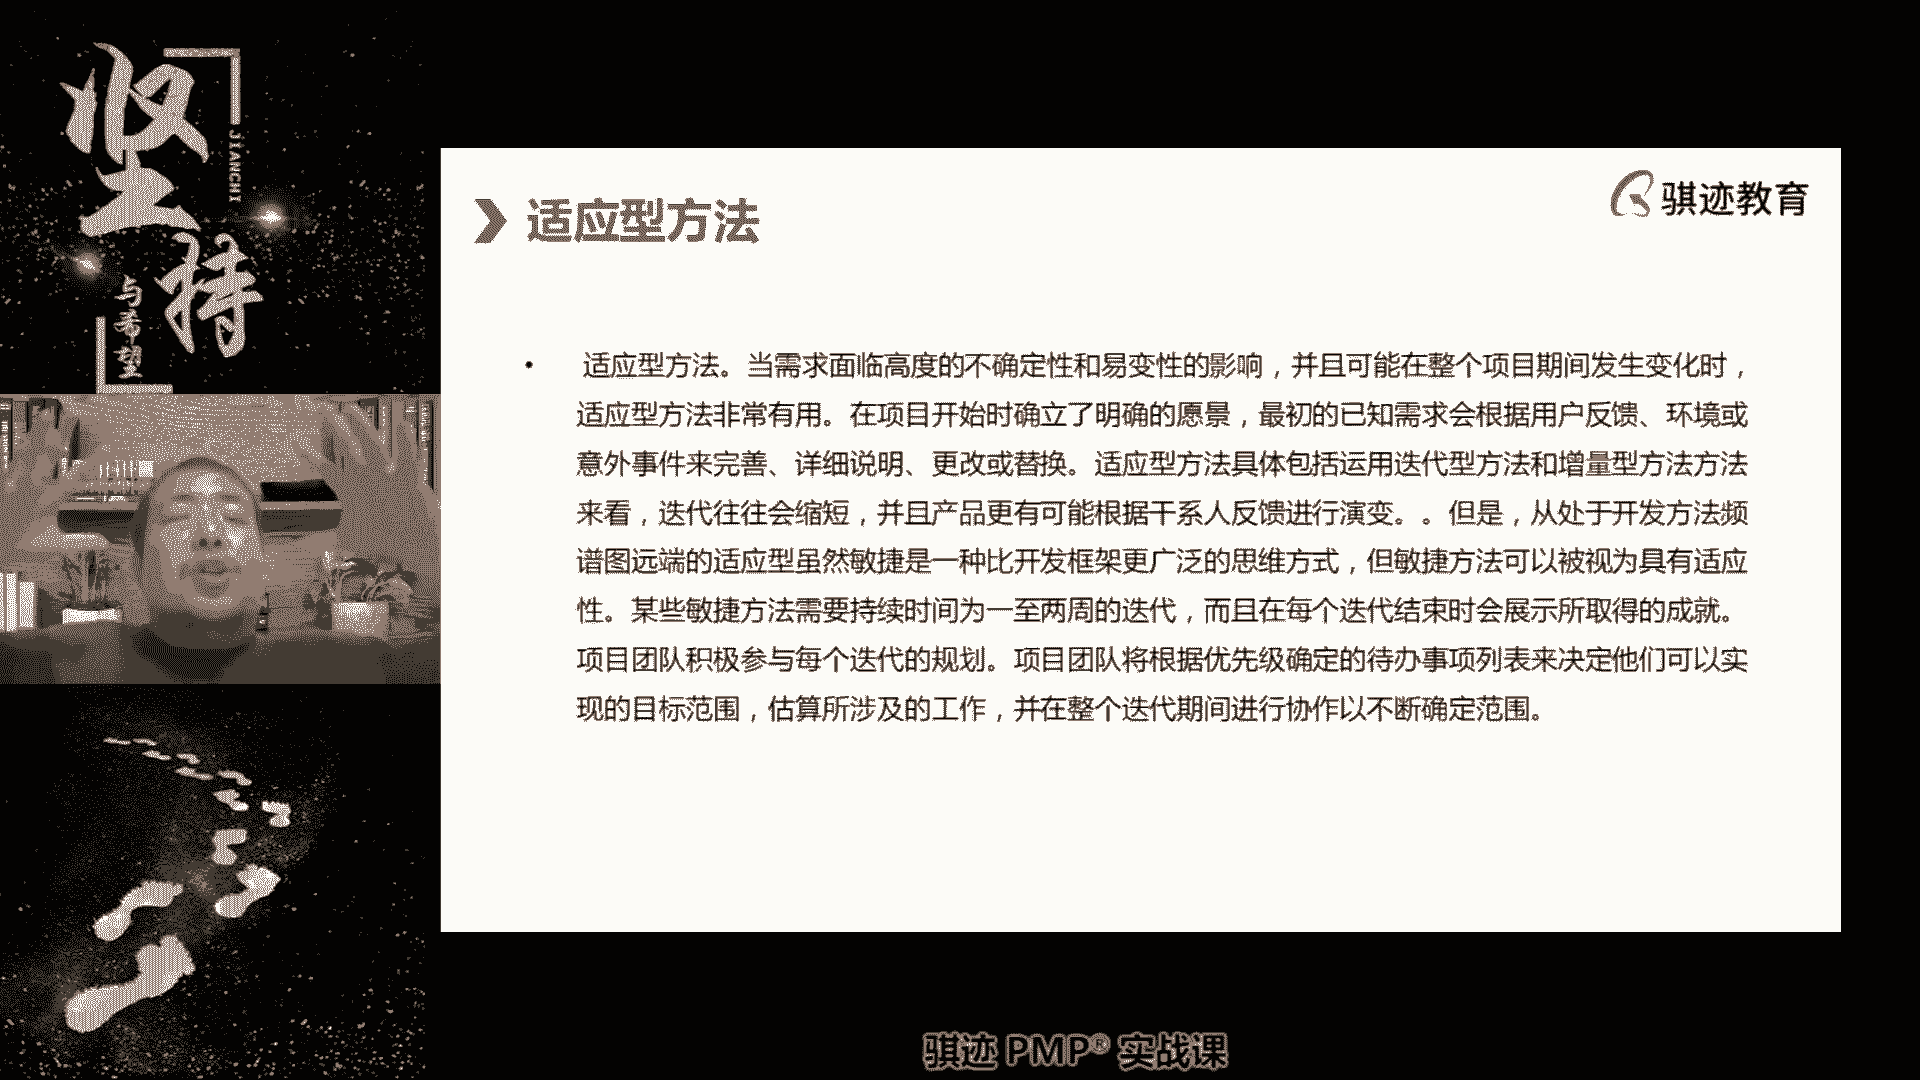 坚持
JIANCHI
与希望
适应型方法
骐迹教育
• 适应型方法。当需求面临高度的不确定性和易变性的影响，并且可能在整个项目期间发生变化时，
适应型方法非常有用。在项目开始时确立了明确的愿景，最初的已知需求会根据用户反馈、环境或
意外事件来完善、详细说明、更改或替换。适应型方法具体包括运用迭代型方法和增量型方法方法
来看，迭代往往会缩短，并且产品更有可能根据干系人反馈进行演变。。但是，从处于开发方法频
谱图远端的适应型虽然敏捷是一种比开发框架更广泛的思维方式，但敏捷方法可以被视为具有适应
性。某些敏捷方法需要持续时间为一至两周的迭代，而且在每个迭代结束时会展示所取得的成就。
项目团队积极参与每个迭代的规划。项目团队将根据优先级确定的待办事项列表来决定他们可以实
现的目标范围，估算所涉及的工作，并在整个迭代期间进行协作以不断确定范围。
骐迹 PMP® 实战课